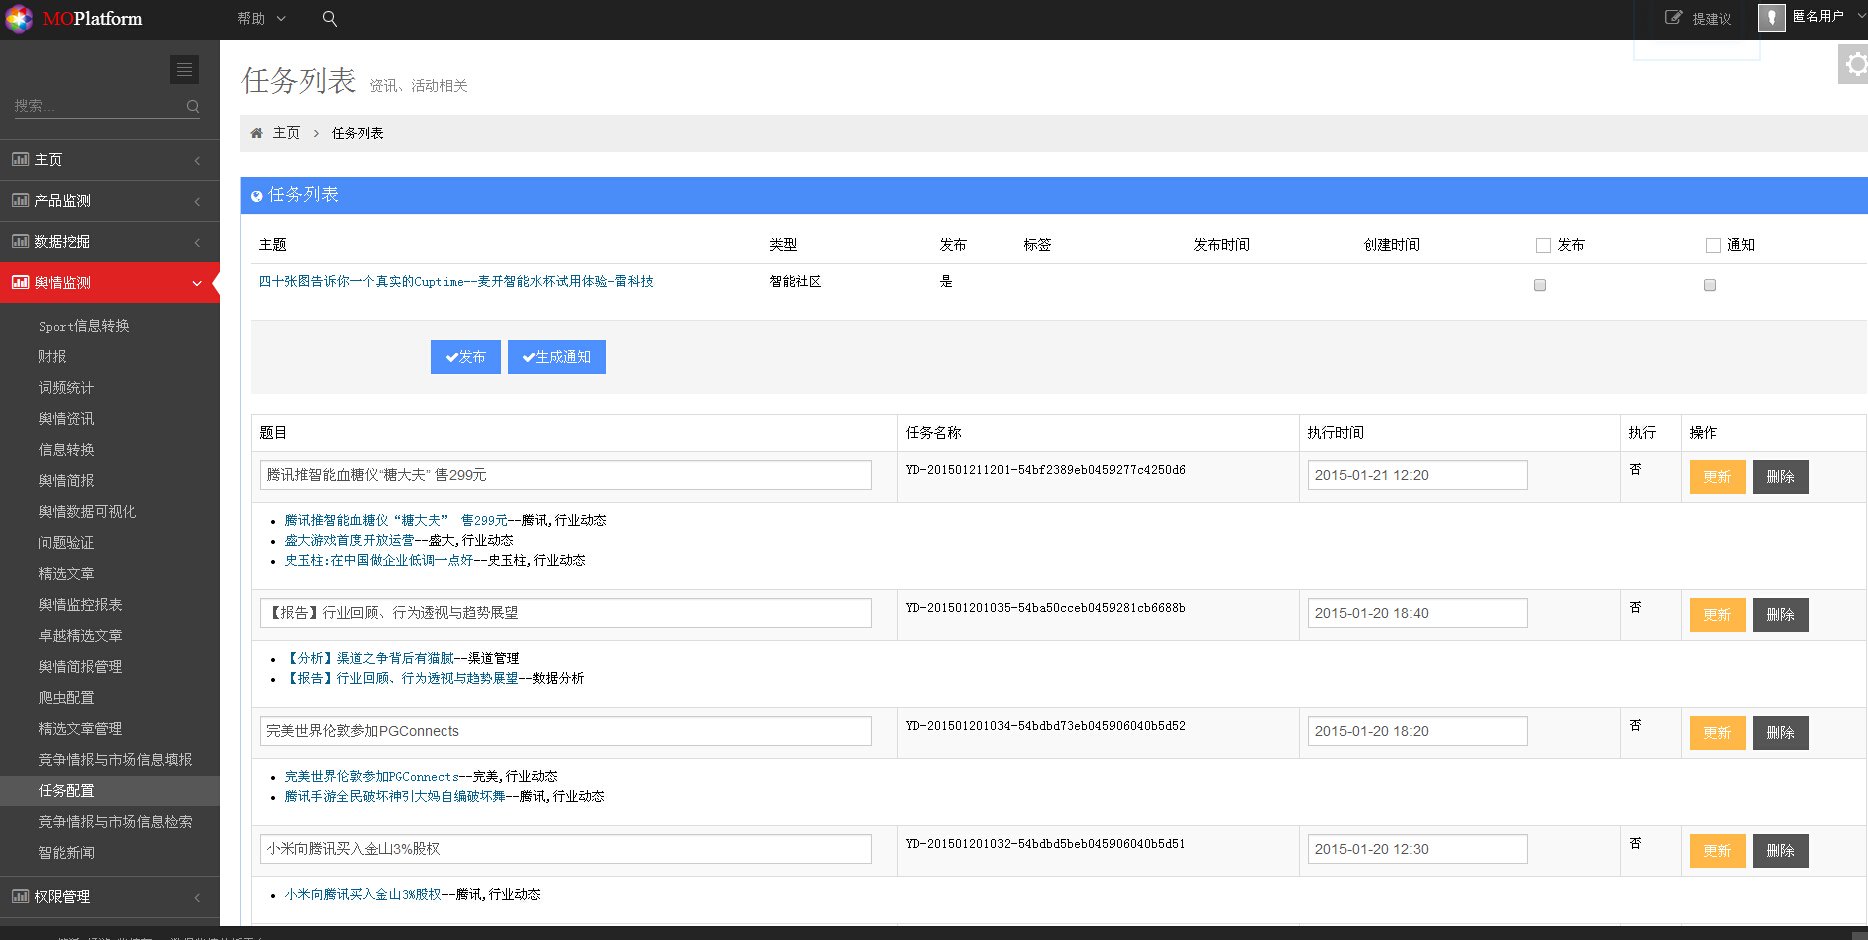 MOPlatform
帮助
提建议
匿名用户
搜索...
主页
产品监测
数据挖掘
舆情监测
Sport信息转换
财报
词频统计
舆情资讯
信息转换
舆情简报
舆情数据可视化
问题验证
精选文章
舆情监控报表
卓越精选文章
舆情简报管理
爬虫配置
精选文章管理
竞争情报与市场信息填报
任务配置
竞争情报与市场信息检索
智能新闻
权限管理
任务列表 资讯、活动相关
主页 > 任务列表
任务列表
主题 类型 发布 标签 发布时间 创建时间 发布 通知
四十张图告诉你一个真实的Cuptime--麦开智能水杯试用体验-雷科技 智能社区 是
发布 生成通知
题目 任务名称 执行时间 执行 操作
腾讯推智能血糖仪“糖大夫” 售299元 YD-201501211201-54bf2389eb0459277c4250d6 2015-01-21 12:20 否 更新 删除
腾讯推智能血糖仪“糖大夫” 售299元--腾讯,行业动态
盛大游戏首度开放运营--盛大,行业动态
史玉柱:在中国做企业低调一点好--史玉柱,行业动态
【报告】行业回顾、行为透视与趋势展望 YD-201501201035-54ba50cceb0459281cb6688b 2015-01-20 18:40 否 更新 删除
【分析】渠道之争背后有猫腻--渠道管理
【报告】行业回顾、行为透视与趋势展望--数据分析
完美世界伦敦参加PGConnects YD-201501201034-54bdbd73eb045906040b5d52 2015-01-20 18:20 否 更新 删除
完美世界伦敦参加PGConnects--完美,行业动态
腾讯手游全民破坏神引大妈自编破坏舞--腾讯,行业动态
小米向腾讯买入金山3%股权 YD-201501201032-54bdbd5beb045906040b5d51 2015-01-20 12:30 否 更新 删除
小米向腾讯买入金山3%股权--腾讯,行业动态